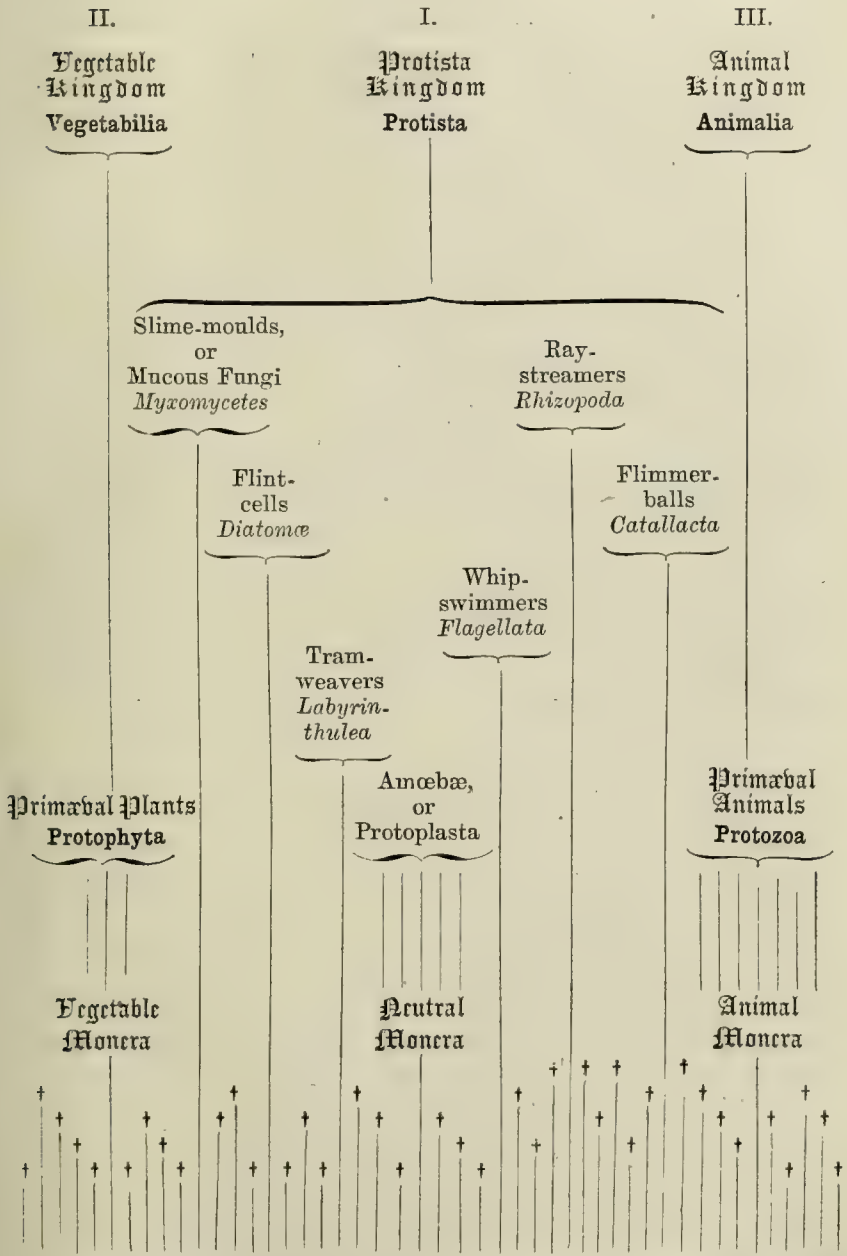 II.
I.
III.
Vegetable
Kingdom
Vegetabilia
Protista
Kingdom
Protista
Animal
Kingdom
Animalia
Slime-moulds,
or
Mucous Fungi
Myxomycetes
Ray-
streamers
Rhizopoda
Flint-
cells
Diatomœ
Flimmer-
balls
Catallacta
Whip-
swimmers
Flagellata
Tram-
weavers
Labyrin-
thulea
Primæval Plants
Protophyta
Amœbæ,
or
Protoplasta
Primæval
Animals
Protozoa
Vegetable
Monera
Neutral
Monera
Animal
Monera